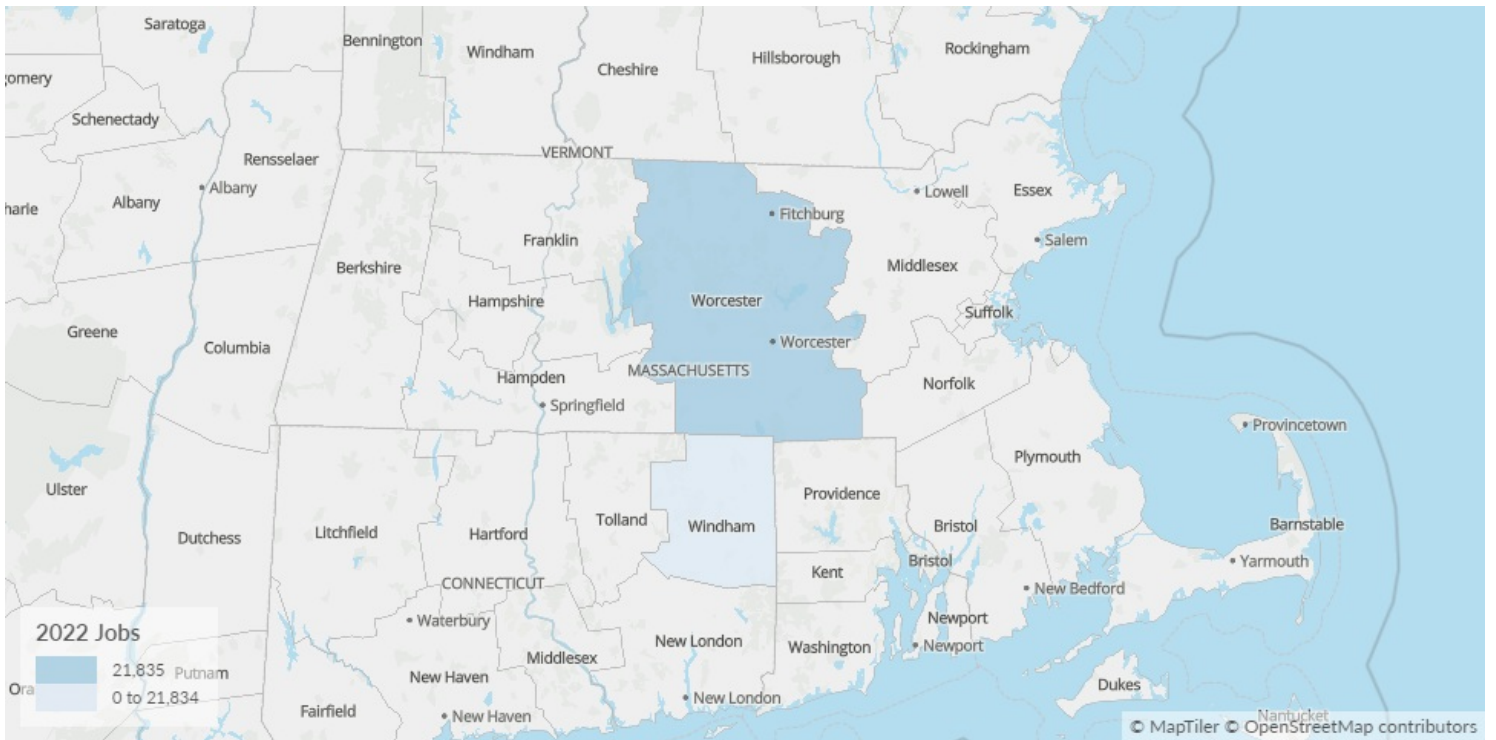 Saratoga
Bennington
Windham
Cheshire
Hillsborough
Rockingham
gomery
Schenectady
VERMONT
Rensselaer
Albany
Albany
harie
Lowell
Essex
Fitchburg
Franklin
Salem
Berkshire
Middlesex
Hampshire
Worcester
Suffolk
Greene
Columbia
Worcester
MASSACHUSETTS
Hampden
Norfolk
Springfield
Provincetown
Plymouth
Ulster
Providence
Tolland
Windham
Bristol
Barnstable
Litchfield
Hartford
Dutchess
Bristol
Yarmouth
Kent
CONNECTICUT
New Bedford
Newport
Waterbury
2022 Jobs
New London
Washington
Newport
Middlesex
21,835
Putnam
New Haven
Dukes
Ora
0 to 21,834
New London
Fairfield
New Haven
Nantucket
© MapTiler © OpenStreetMap contributors